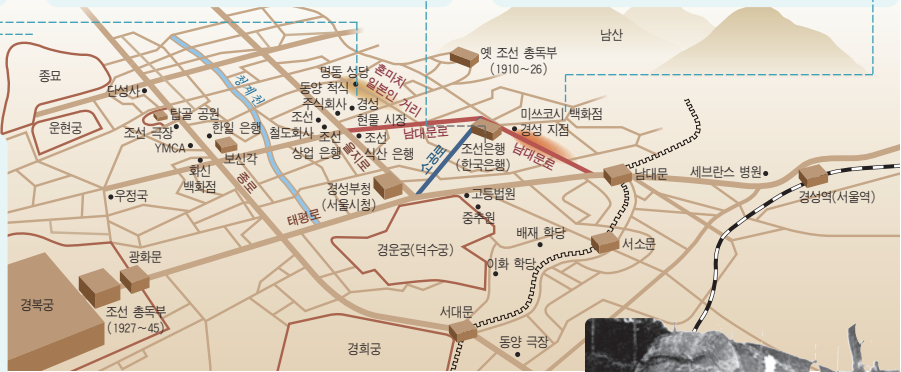 남산
옛 조선 총독부
(1910~26)
종묘
단성사
명동 성당
혼마치
일본인 거리
동양 척식
주식회사
경성
현물 시장
청계천
탑골 공원
조선 극장
한일 은행
운현궁
YMCA
보신각
화신
백화점
종로
조선
철도회사
조선
상업 은행
조선
식산 은행
을지로
남대문로
미쓰코시 백화점
경성 지점
조선은행
(한국은행)
남대문로
소공로
남대문
세브란스 병원
경성역(서울역)
우정국
태평로
경성부청
(서울시청)
고등법원
중추원
배재 학당
서소문
이화 학당
경운궁(덕수궁)
광화문
경복궁
조선 총독부
(1927~45)
서대문
경희궁
동양 극장